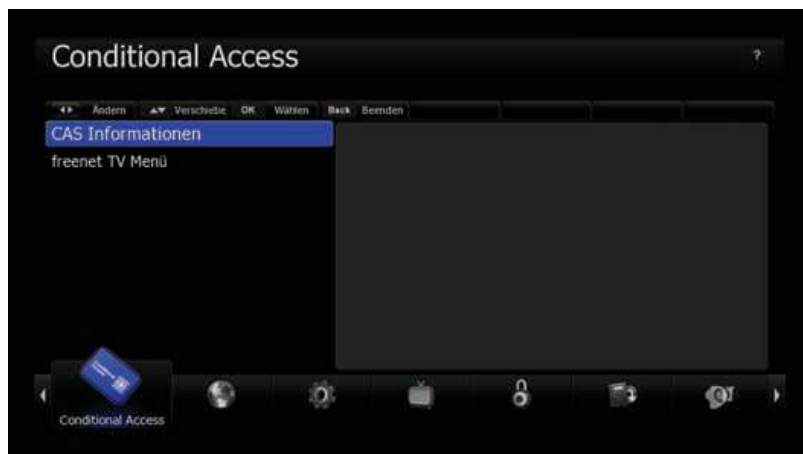 Conditional Access
?
Ändern Verschiebe OK Wählen Back Beenden
CAS Informationen
freenet TV Menü
Conditional Access